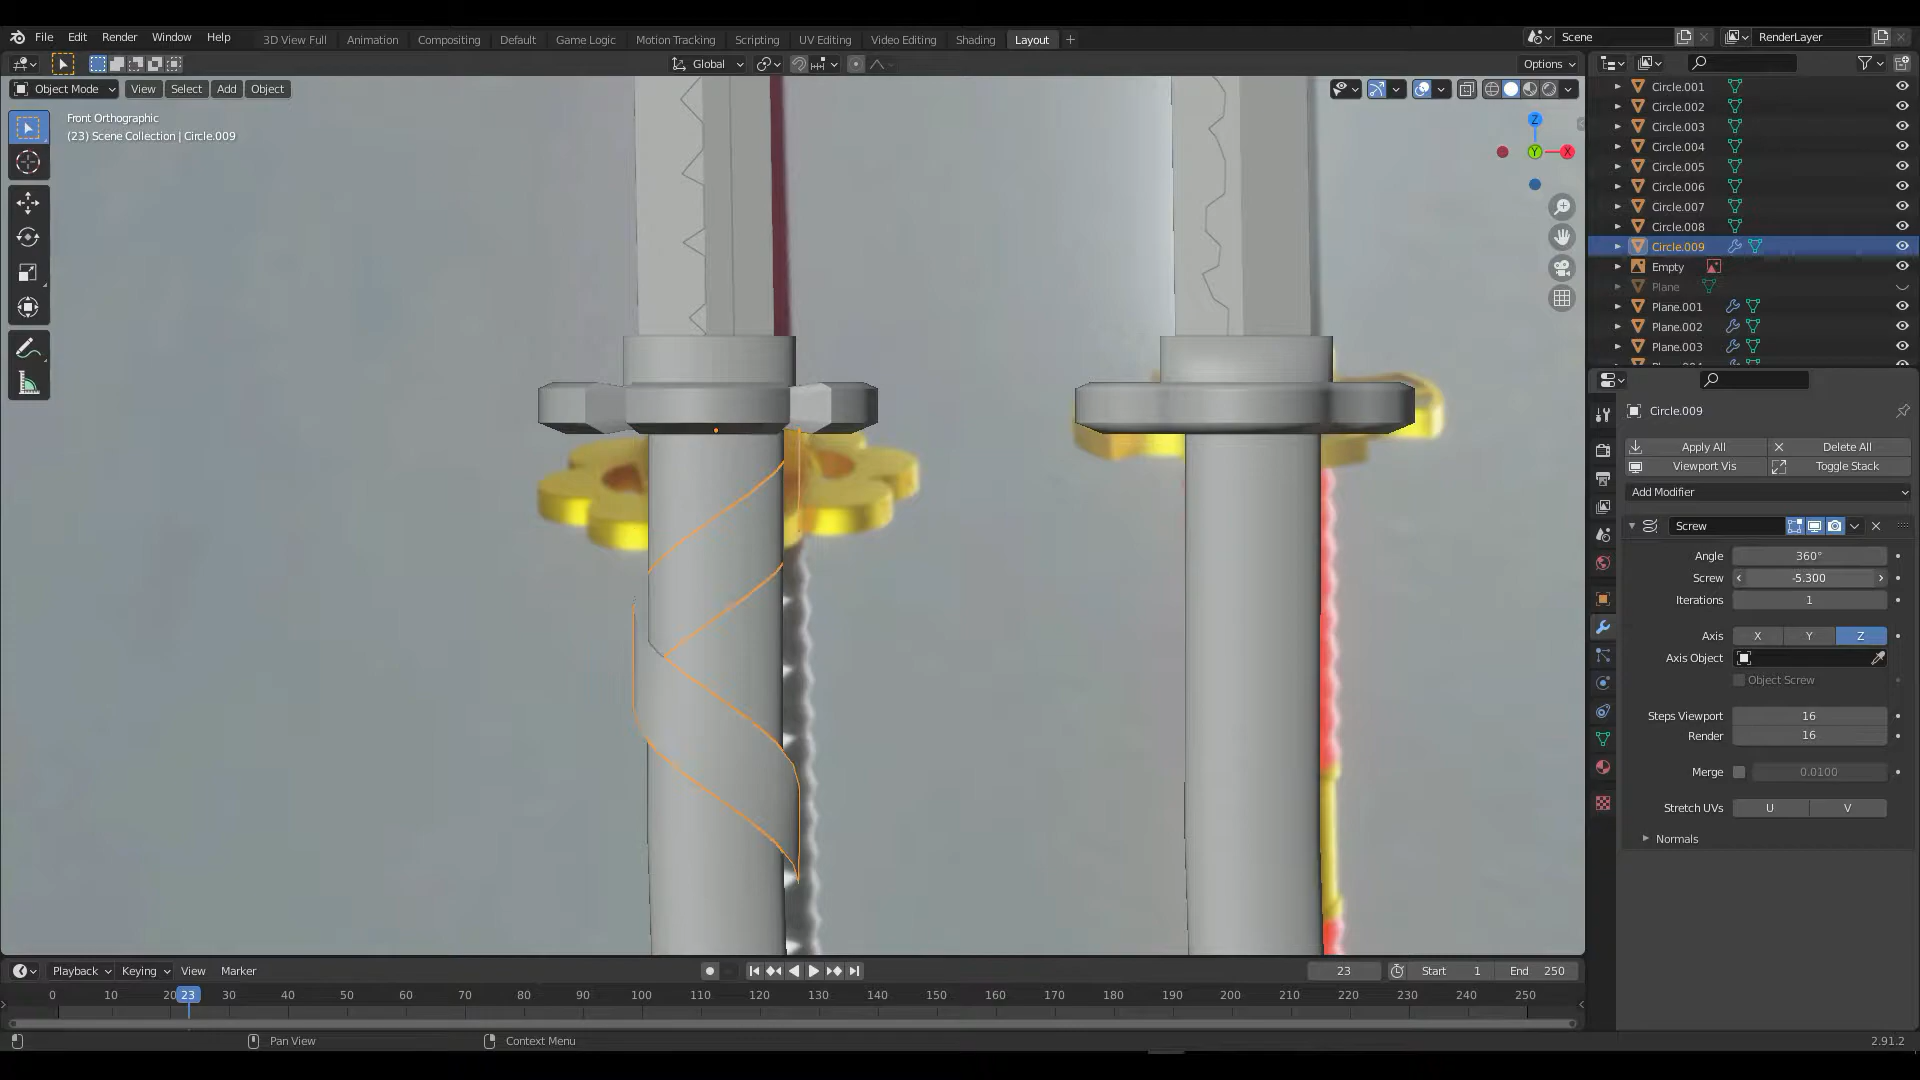 File Edit Render Window Help 3D View Full Animation Compositing Default Game Logic Motion Tracking Scripting UV Editing Video Editing Shading Layout + Scene RenderLayer
Global Options
Object Mode View Select Add Object
Front Orthographic
(23) Scene Collection | Circle.009
Z
Y
X
Circle.001
Circle.002
Circle.003
Circle.004
Circle.005
Circle.006
Circle.007
Circle.008
Circle.009
Empty
Plane
Plane.001
Plane.002
Plane.003
Circle.009
Apply All Delete All
Viewport Vis Toggle Stack
Add Modifier
Screw
Angle 360°
Screw -5.300
Iterations 1
Axis X Y Z
Axis Object
Object Screw
Steps Viewport 16
Render 16
Merge 0.0100
Stretch UVs U V
Normals
Playback Keying View Marker 23 Start 1 End 250
0 10 20 23 30 40 50 60 70 80 90 100 110 120 130 140 150 160 170 180 190 200 210 220 230 240 250
Pan View Context Menu 2.91.2